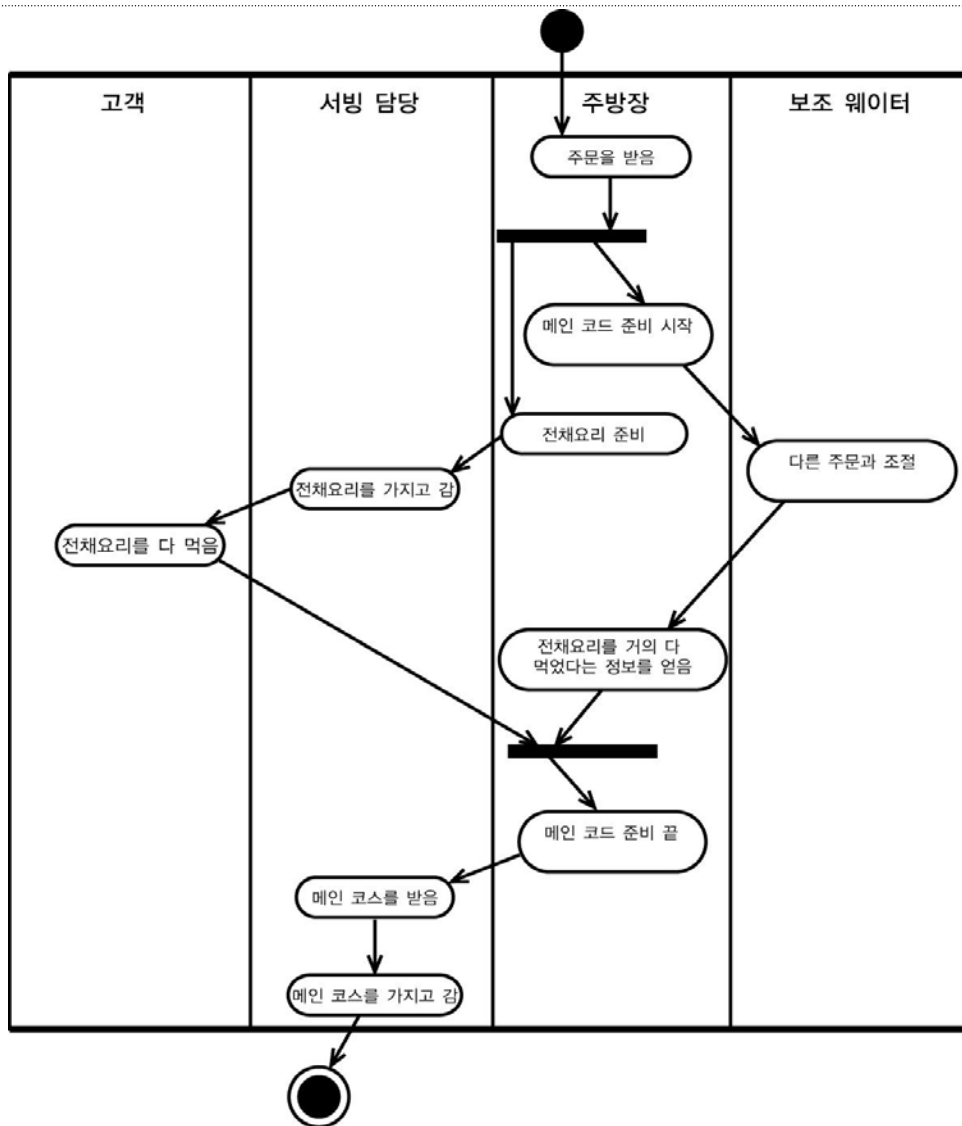 고객
서빙 담당
주방장
보조 웨이터
주문을 받음
메인 코드 준비 시작
전채요리 준비
다른 주문과 조절
전채요리를 가지고 감
전채요리를 다 먹음
전채요리를 거의 다
먹었다는 정보를 얻음
메인 코드 준비 끝
메인 코스를 받음
메인 코스를 가지고 감